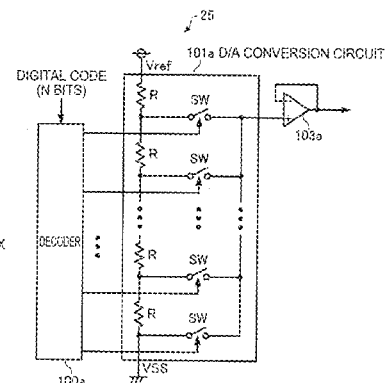 25
Vref
101a D/A CONVERSION CIRCUIT
DIGITAL CODE
(N BITS)
R
SW
103a
R
SW
DECODER
R
SW
R
SW
VSS
100a